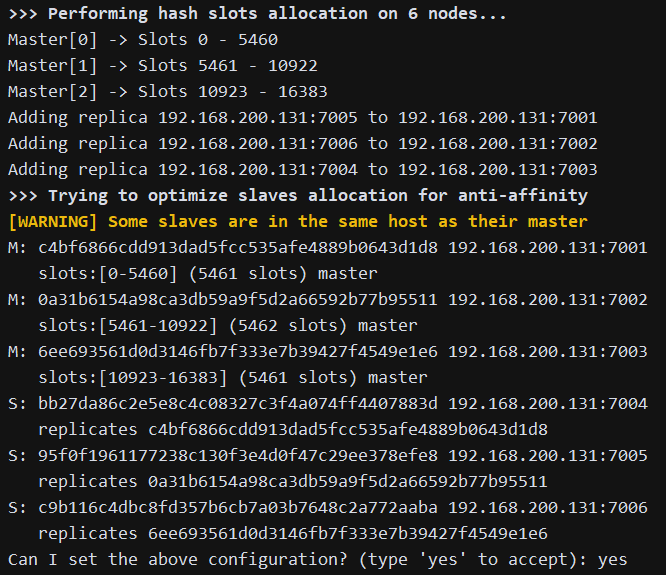 >>> Performing hash slots allocation on 6 nodes...
Master[0] -> Slots 0 - 5460
Master[1] -> Slots 5461 - 10922
Master[2] -> Slots 10923 - 16383
Adding replica 192.168.200.131:7005 to 192.168.200.131:7001
Adding replica 192.168.200.131:7006 to 192.168.200.131:7002
Adding replica 192.168.200.131:7004 to 192.168.200.131:7003
>>> Trying to optimize slaves allocation for anti-affinity
[WARNING] Some slaves are in the same host as their master
M: c4bf6866cdd913dad5fcc535afe4889b0643d1d8 192.168.200.131:7001
   slots:[0-5460] (5461 slots) master
M: 0a31b6154a98ca3db59a9f5d2a66592b77b95511 192.168.200.131:7002
   slots:[5461-10922] (5462 slots) master
M: 6ee693561d0d3146fb7f333e7b39427f4549e1e6 192.168.200.131:7003
   slots:[10923-16383] (5461 slots) master
S: bb27da86c2e5e8c4c08327c3f4a074ff4407883d 192.168.200.131:7004
   replicates c4bf6866cdd913dad5fcc535afe4889b0643d1d8
S: 95f0f1961177238c130f3e4d0f47c29ee378efe8 192.168.200.131:7005
   replicates 0a31b6154a98ca3db59a9f5d2a66592b77b95511
S: c9b116c4dbc8fd357b6cb7a03b7648c2a772aaba 192.168.200.131:7006
   replicates 6ee693561d0d3146fb7f333e7b39427f4549e1e6
Can I set the above configuration? (type 'yes' to accept): yes